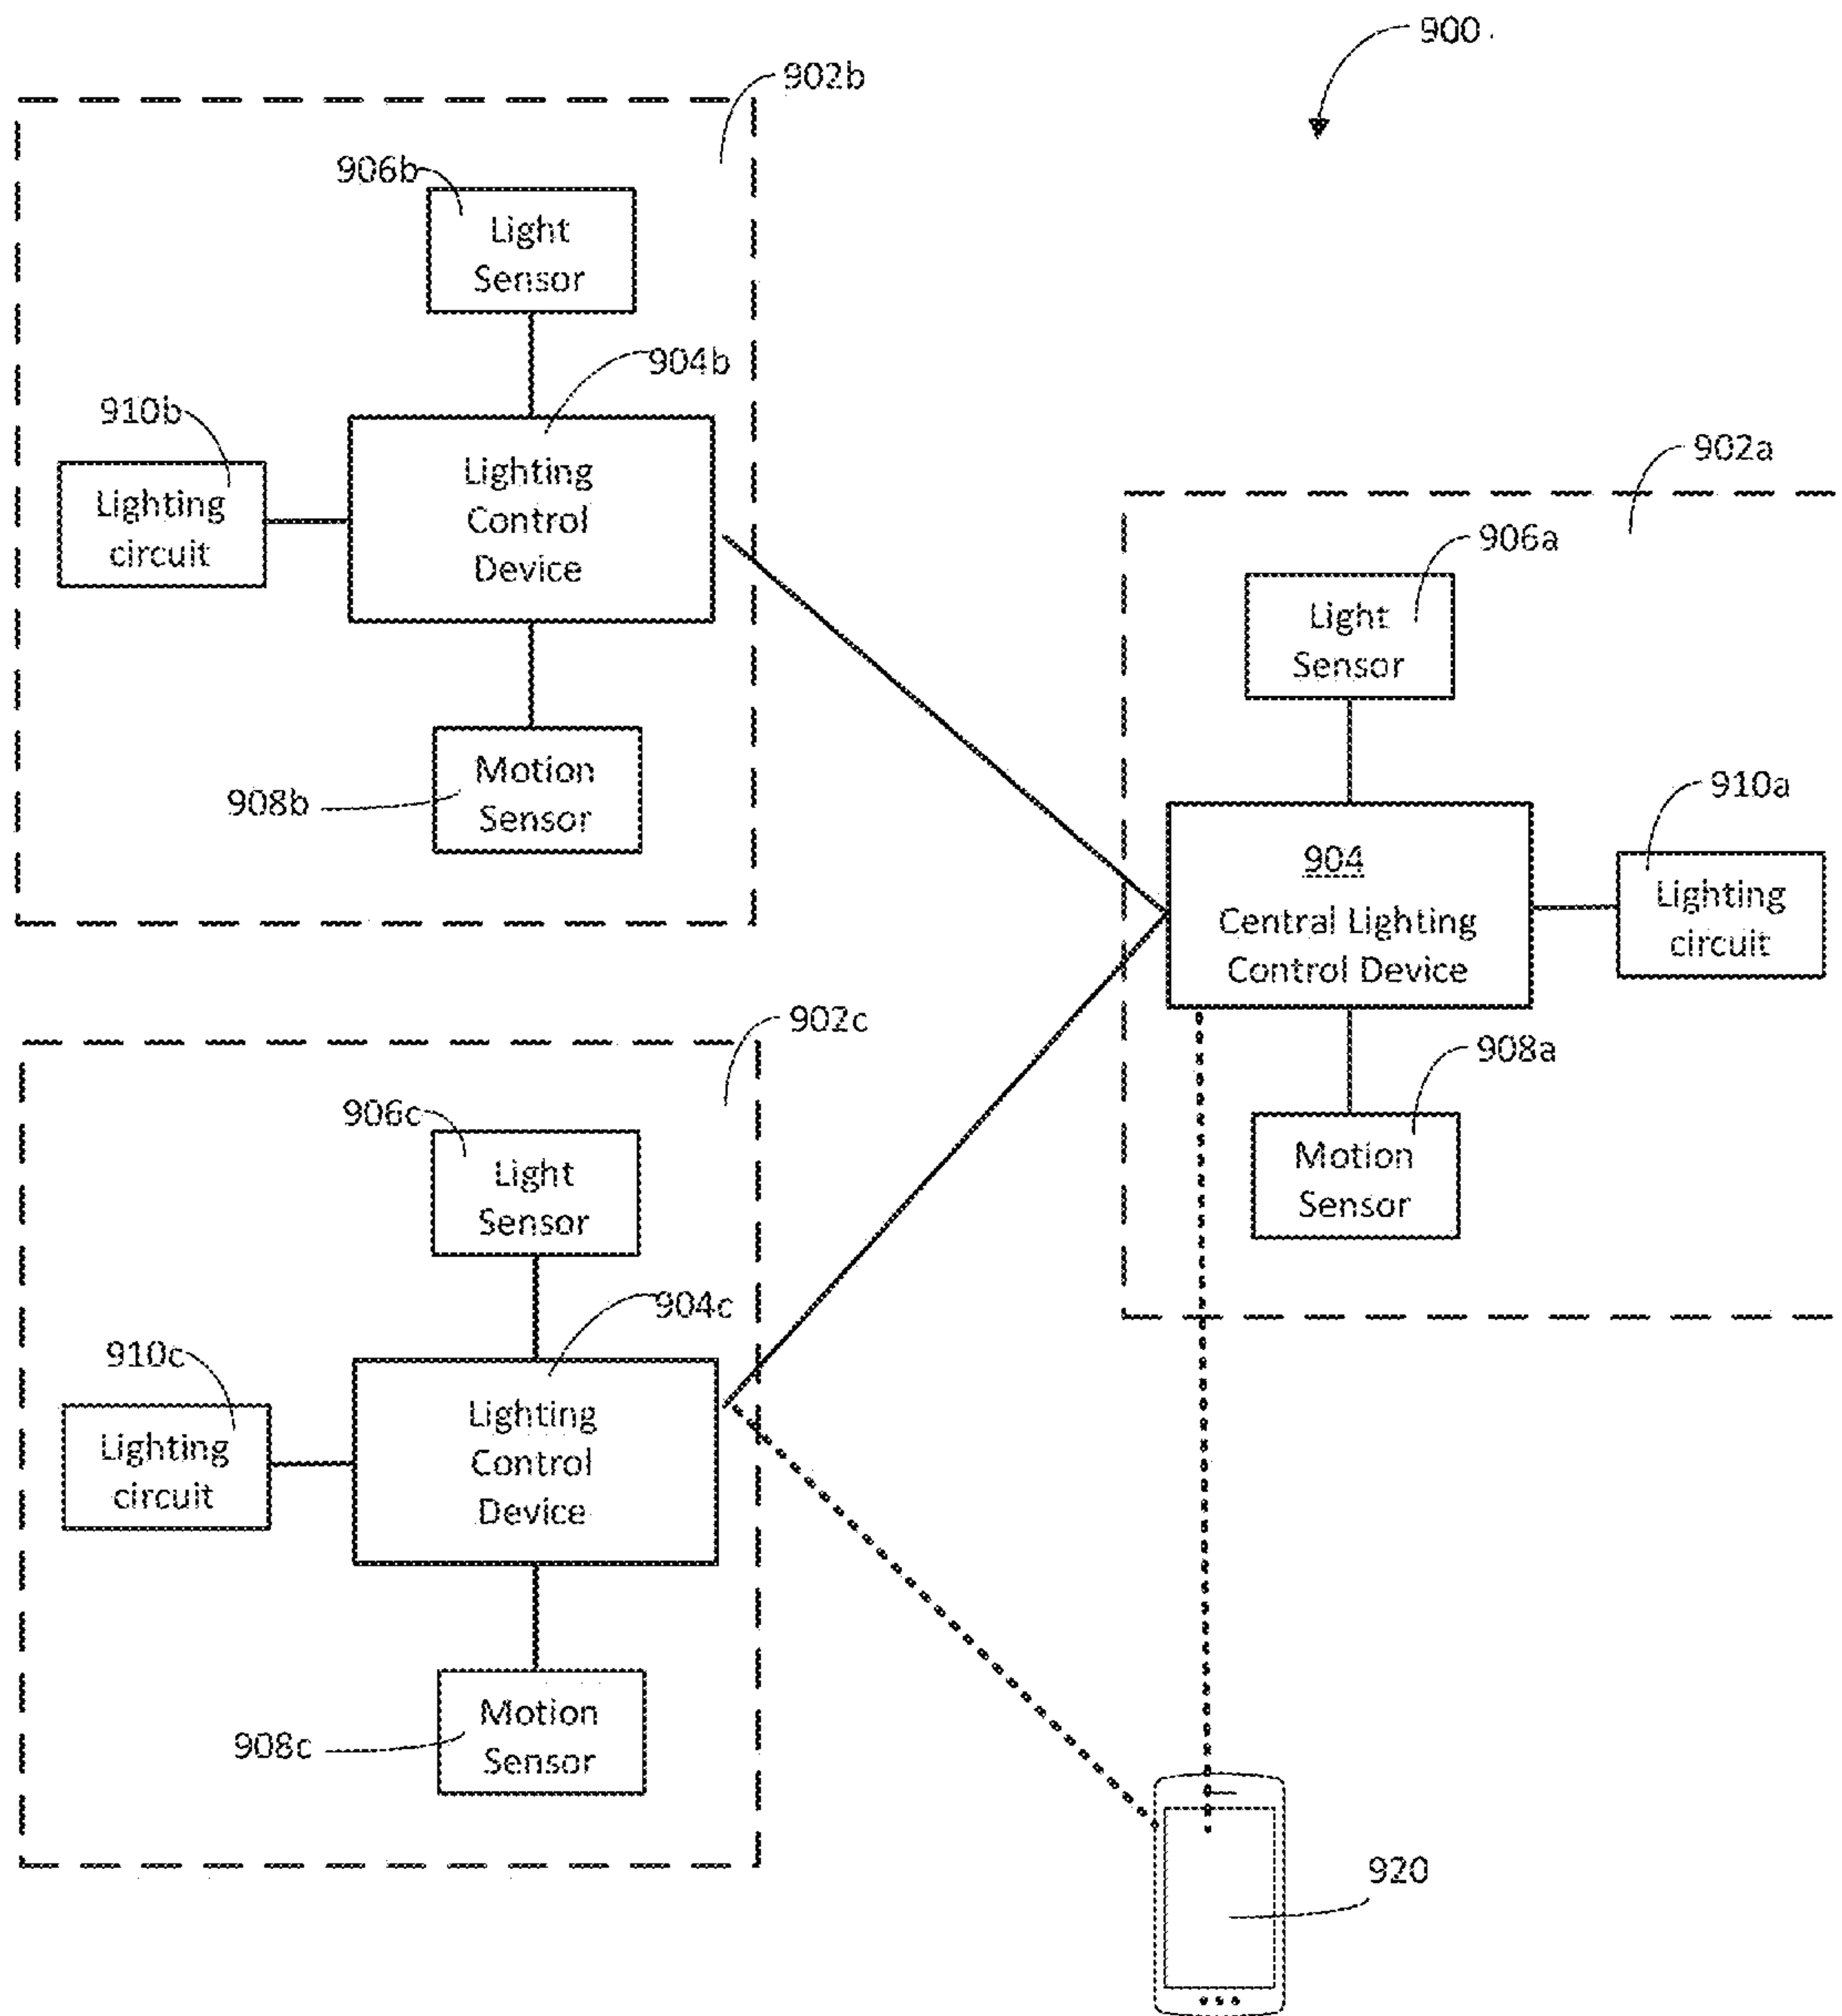 900
902b
906b
Light
Sensor
904b
910b
Lighting
Control
Device
Lighting
circuit
Motion
Sensor
908b
902a
906a
Light
Sensor
910a
904
Central Lighting
Control Device
Lighting
circuit
908a
Motion
Sensor
902c
906c
Light
Sensor
904c
910c
Lighting
Control
Device
Lighting
circuit
Motion
Sensor
908c
920